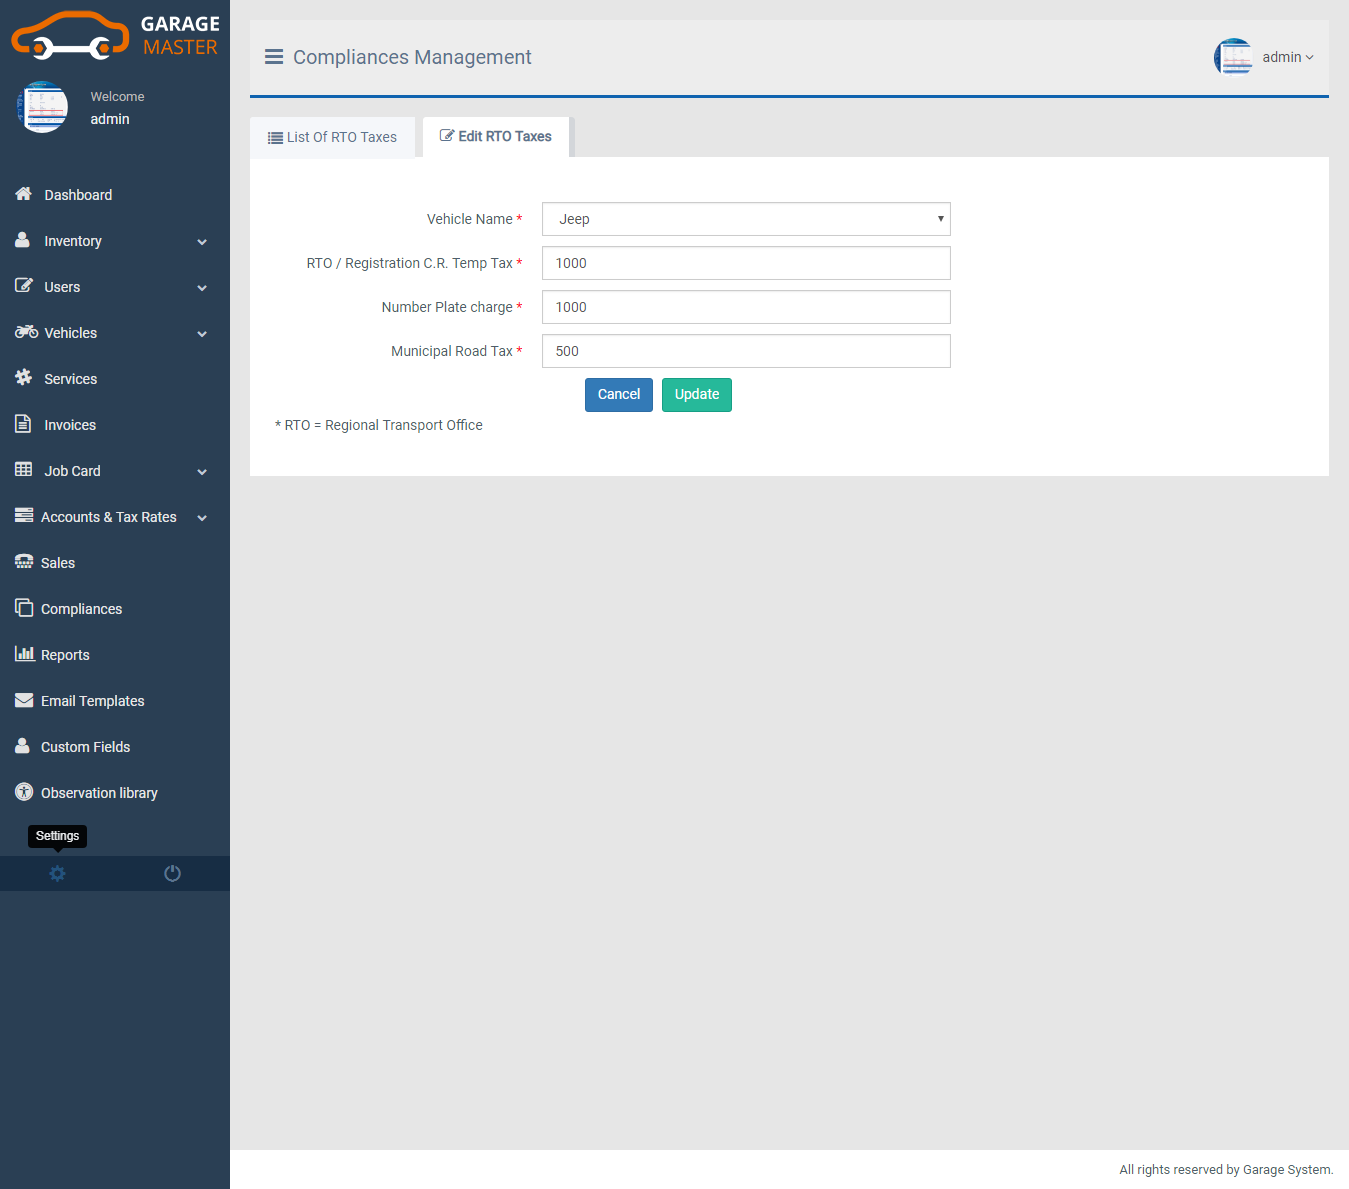 GARAGE
MASTER
Welcome
admin
Dashboard
Inventory
Users
Vehicles
Services
Invoices
Job Card
Accounts & Tax Rates
Sales
Compliances
Reports
Email Templates
Custom Fields
Observation library
Settings
Compliances Management
admin
List Of RTO Taxes
Edit RTO Taxes
Vehicle Name * Jeep
RTO / Registration C.R. Temp Tax * 1000
Number Plate charge * 1000
Municipal Road Tax * 500
Cancel Update
* RTO = Regional Transport Office
All rights reserved by Garage System.